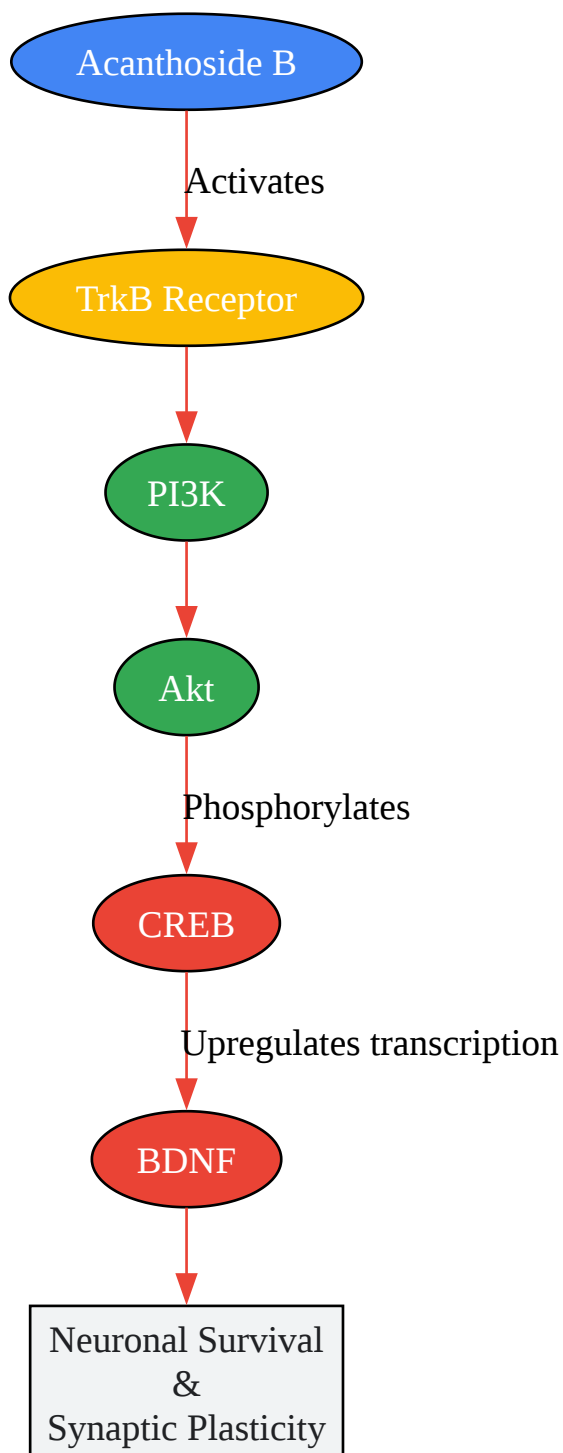 Acanthoside B
Activates
TrkB Receptor
PI3K
Akt
Phosphorylates
CREB
Upregulates transcription
BDNF
Neuronal Survival
&
Synaptic Plasticity